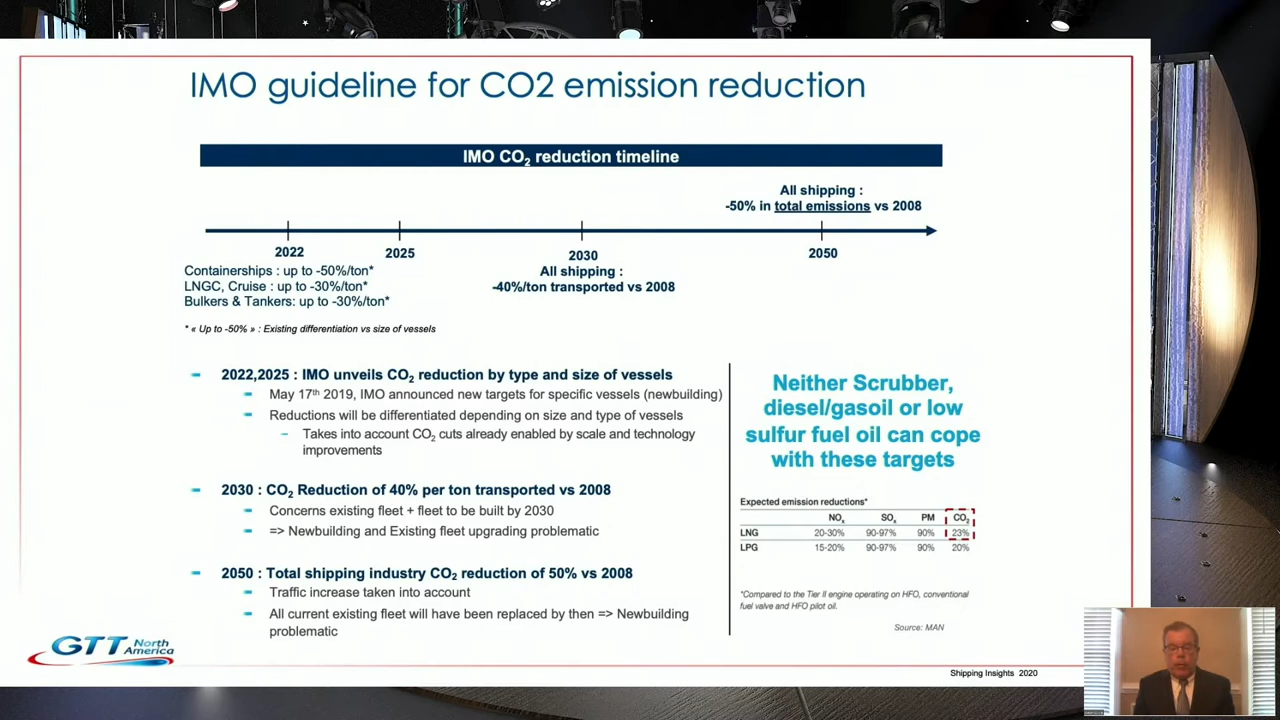 IMO guideline for CO2 emission reduction
IMO CO₂ reduction timeline
All shipping :
-50% in total emissions vs 2008
2022
2025
2030
2050
Containerships : up to -50%/ton*
LNGC, Cruise : up to -30%/ton*
Bulkers & Tankers: up to -30%/ton*
All shipping :
-40%/ton transported vs 2008
* « Up to -50% » : Existing differentiation vs size of vessels
2022,2025 : IMO unveils CO₂ reduction by type and size of vessels
May 17th 2019, IMO announced new targets for specific vessels (newbuilding)
Reductions will be differentiated depending on size and type of vessels
Takes into account CO₂ cuts already enabled by scale and technology
improvements
2030 : CO₂ Reduction of 40% per ton transported vs 2008
Concerns existing fleet + fleet to be built by 2030
=> Newbuilding and Existing fleet upgrading problematic
2050 : Total shipping industry CO₂ reduction of 50% vs 2008
Traffic increase taken into account
All current existing fleet will have been replaced by then => Newbuilding
problematic
Neither Scrubber,
diesel/gasoil or low
sulfur fuel oil can cope
with these targets
Expected emission reductions*
NOₓ SOₓ PM CO₂
LNG 20-30% 90-97% 90% 23%
LPG 15-20% 90-97% 90% 20%
*Compared to the Tier II engine operating on HFO, conventional
fuel valve and HFO pilot oil.
Source: MAN
GTT North
America
Shipping Insights 2020